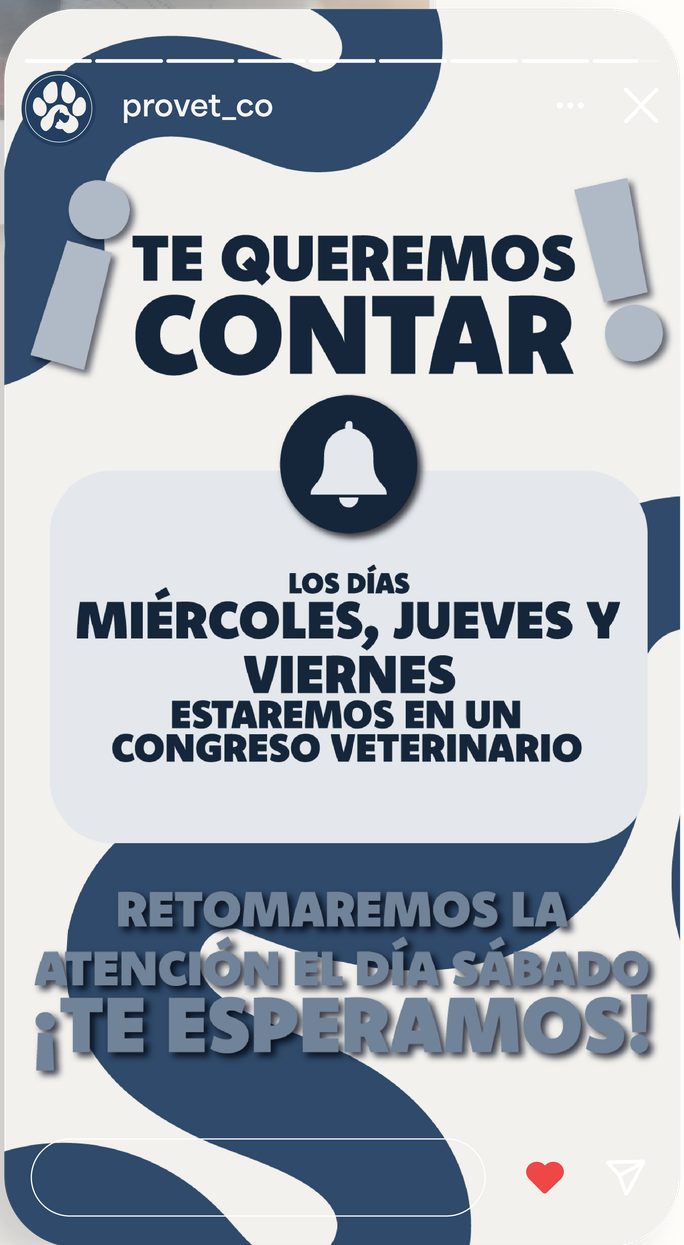 provet_co
¡TE QUEREMOS
CONTAR!
LOS DÍAS
MIÉRCOLES, JUEVES Y
VIERNES
ESTAREMOS EN UN
CONGRESO VETERINARIO
RETOMAREMOS LA
ATENCIÓN EL DÍA SÁBADO
¡TE ESPERAMOS!